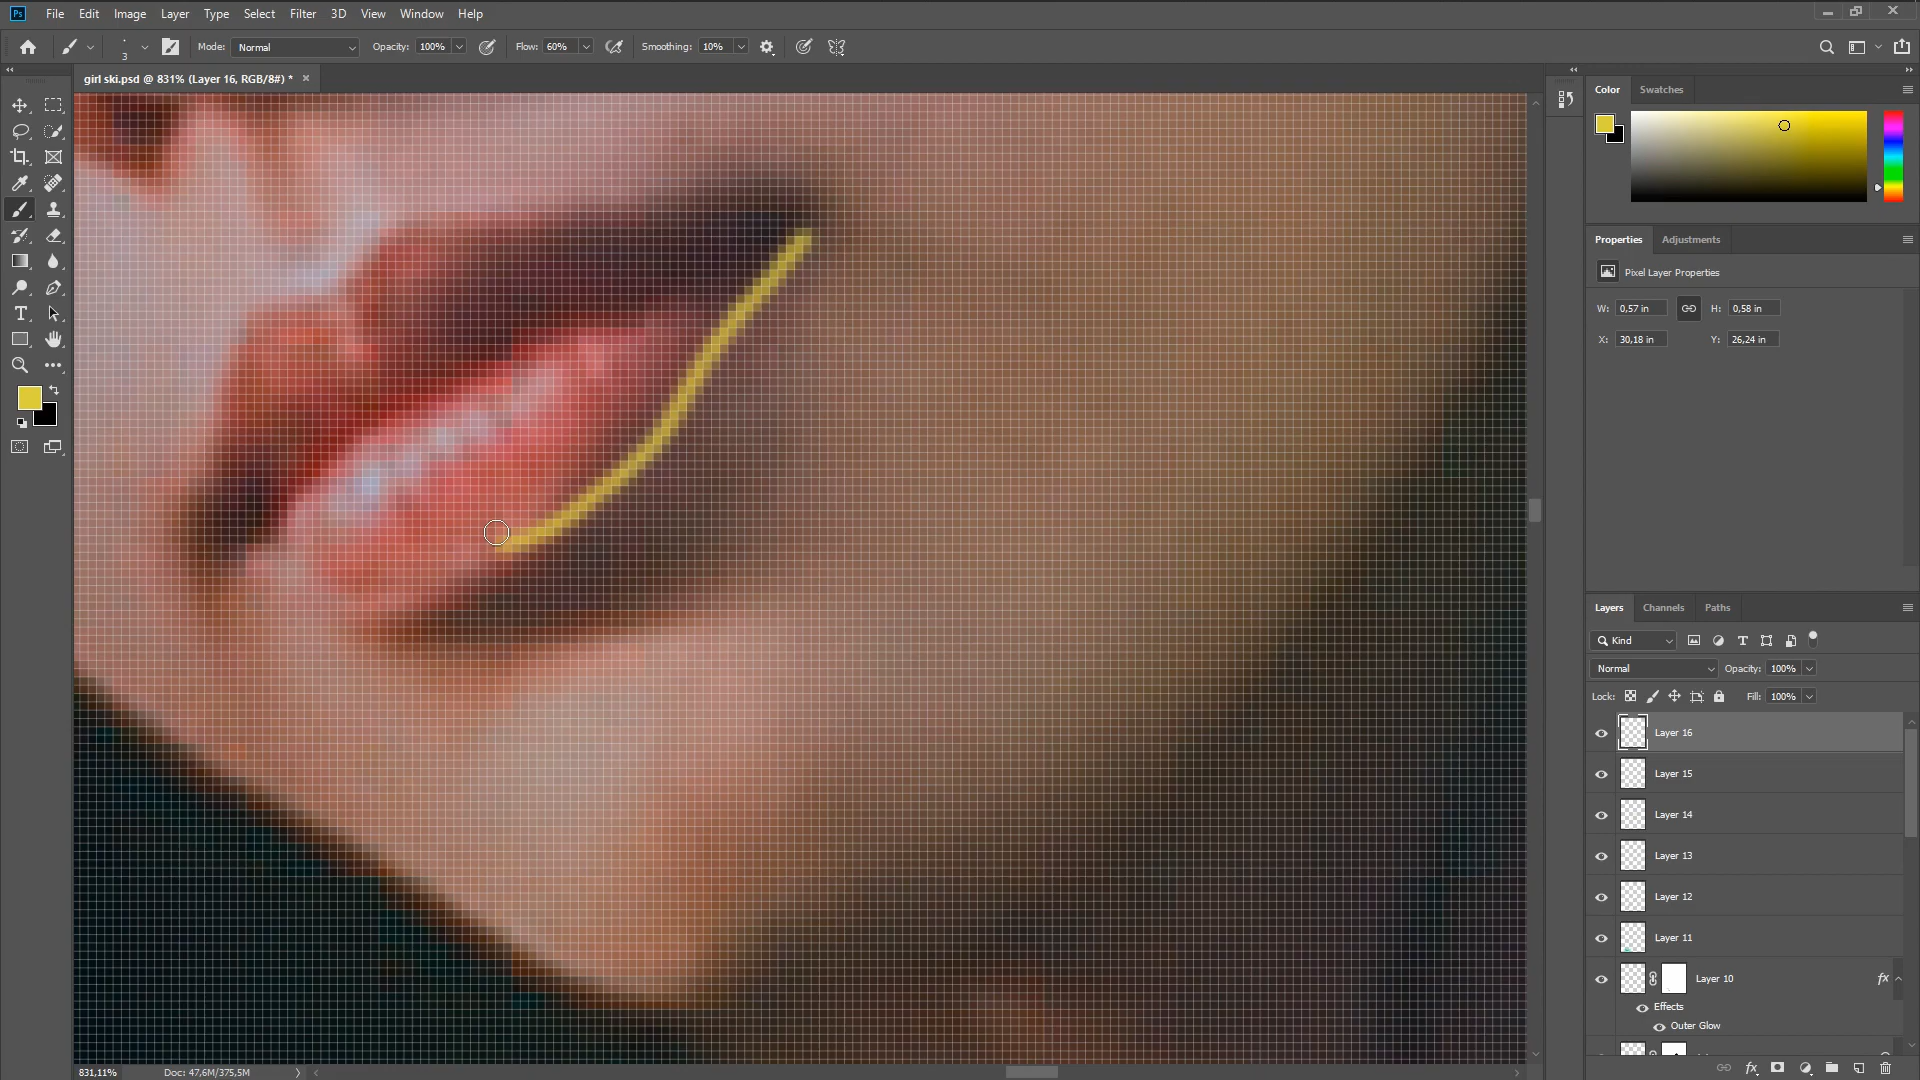 Ps File Edit Image Layer Type Select Filter 3D View Window Help
3 Mode: Normal Opacity: 100% Flow: 60% Smoothing: 10%
girl ski.psd @ 831% (Layer 16, RGB/8#) *
Color Swatches
Properties Adjustments
Pixel Layer Properties
W: 0,57 in H: 0,58 in
X: 30,18 in Y: 26,24 in
Layers Channels Paths
Kind
Normal Opacity: 100%
Lock: Fill: 100%
Layer 16
Layer 15
Layer 14
Layer 13
Layer 12
Layer 11
Layer 10 fx
Effects
Outer Glow
831,11% Doc: 47,6M/375,5M